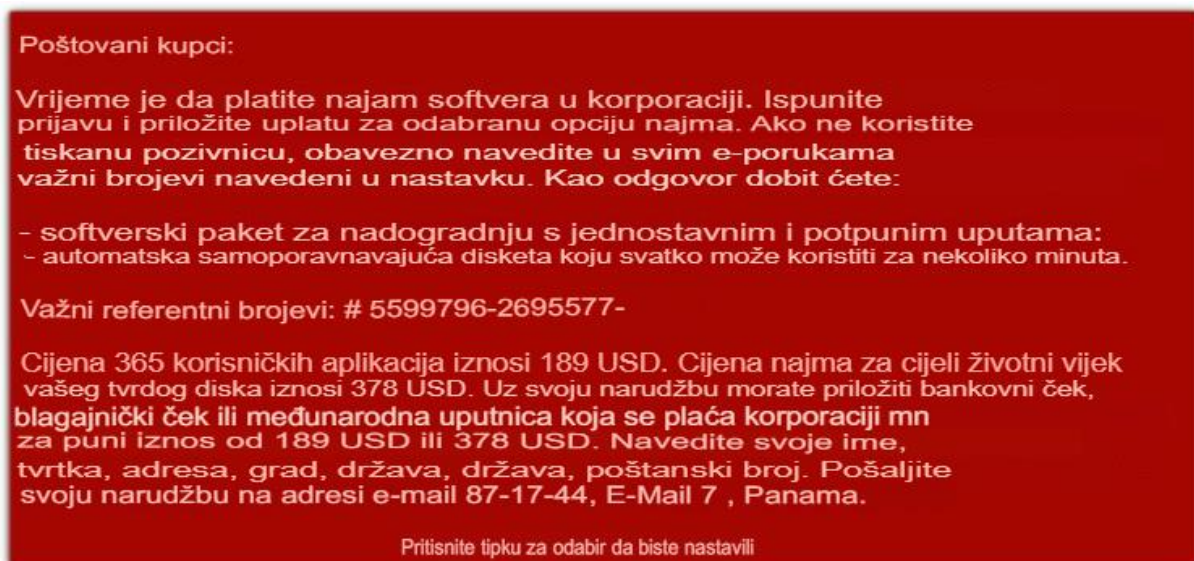 Poštovani kupci:
Vrijeme je da platite najam softvera u korporaciji. Ispunite
prijavu i priložite uplatu za odabranu opciju najma. Ako ne koristite
tiskanu pozivnicu, obavezno navedite u svim e-porukama
važni brojevi navedeni u nastavku. Kao odgovor dobit ćete:
- softverski paket za nadogradnju s jednostavnim i potpunim uputama:
- automatska samoporavnavajuća disketa koju svatko može koristiti za nekoliko minuta.
Važni referentni brojevi: # 5599796-2695577-
Cijena 365 korisničkih aplikacija iznosi 189 USD. Cijena najma za cijeli životni vijek
vašeg tvrdog diska iznosi 378 USD. Uz svoju narudžbu morate priložiti bankovni ček,
blagajnički ček ili međunarodna uputnica koja se plaća korporaciji mn
za puni iznos od 189 USD ili 378 USD. Navedite svoje ime,
tvrtka, adresa, grad, država, država, poštanski broj. Pošaljite
svoju narudžbu na adresi e-mail 87-17-44, E-Mail 7 , Panama.
Pritisnite tipku za odabir da biste nastavili